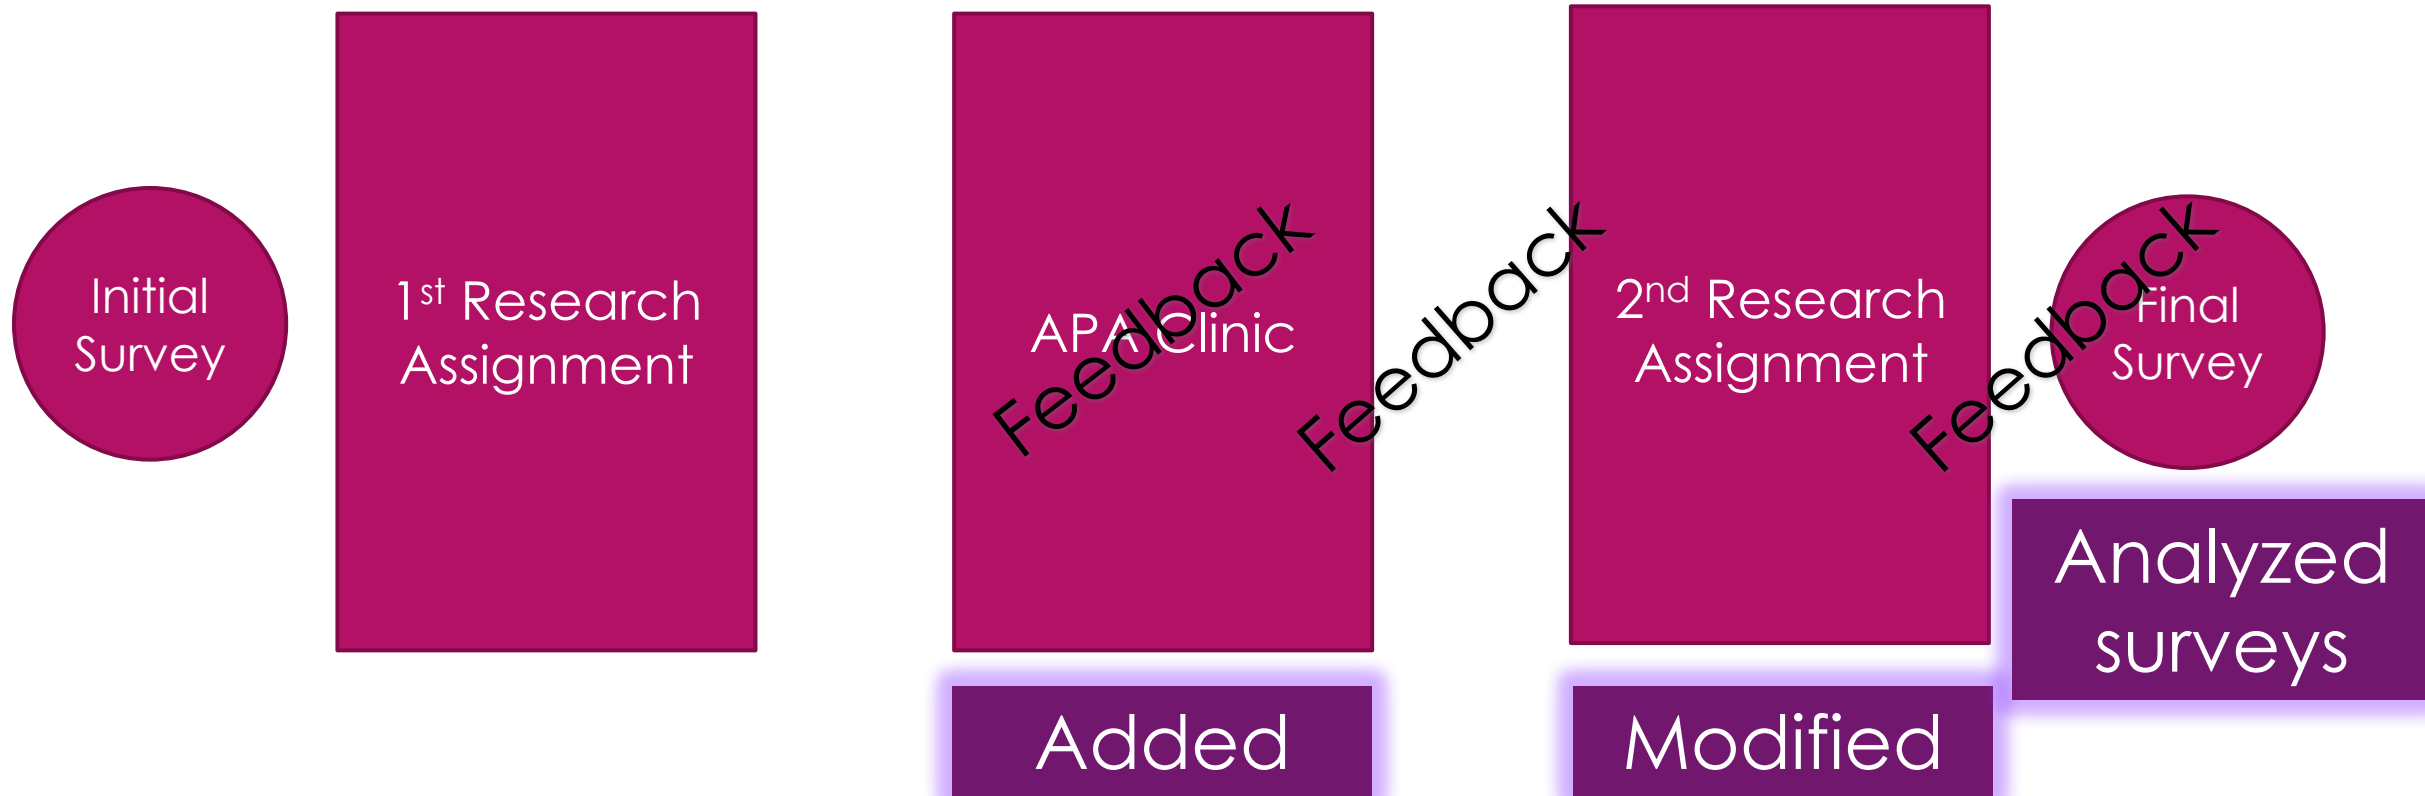 Initial
Survey
1st Research
Assignment
APA Clinic
Feedback
Feedback
2nd Research
Assignment
Feedback
Final
Survey
Analyzed
surveys
Added
Modified